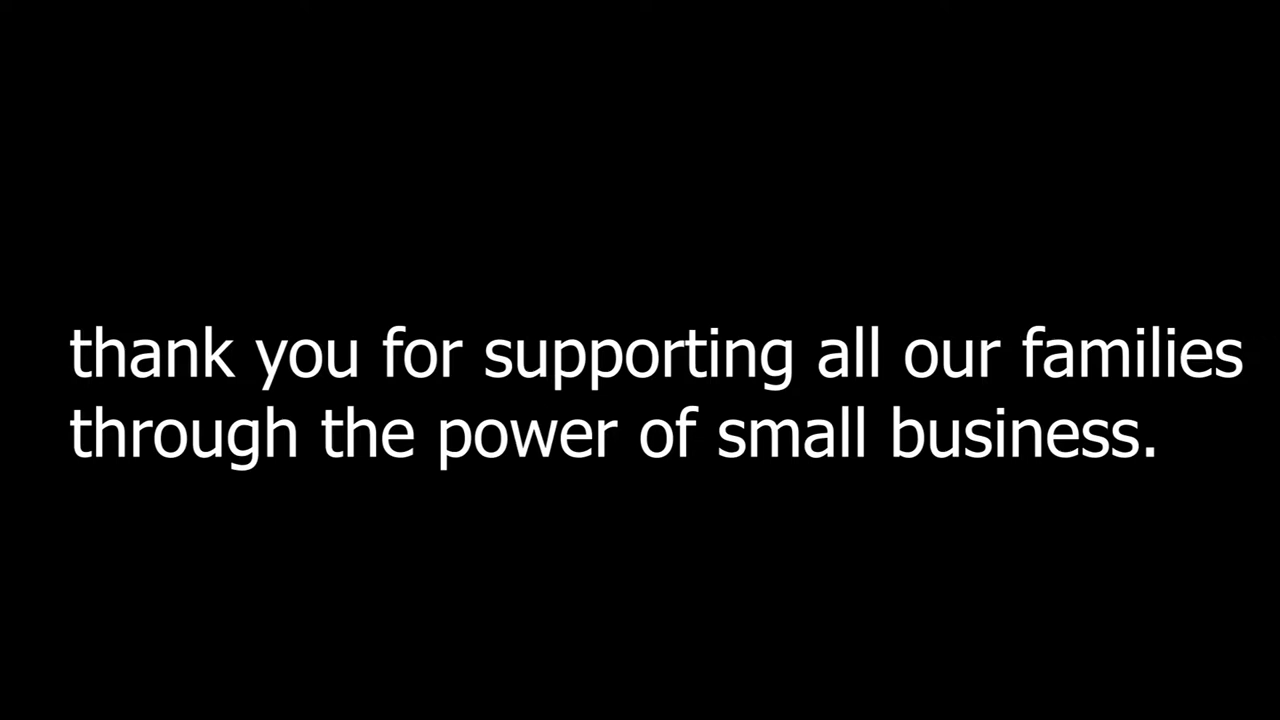 thank you for supporting all our families
through the power of small business.